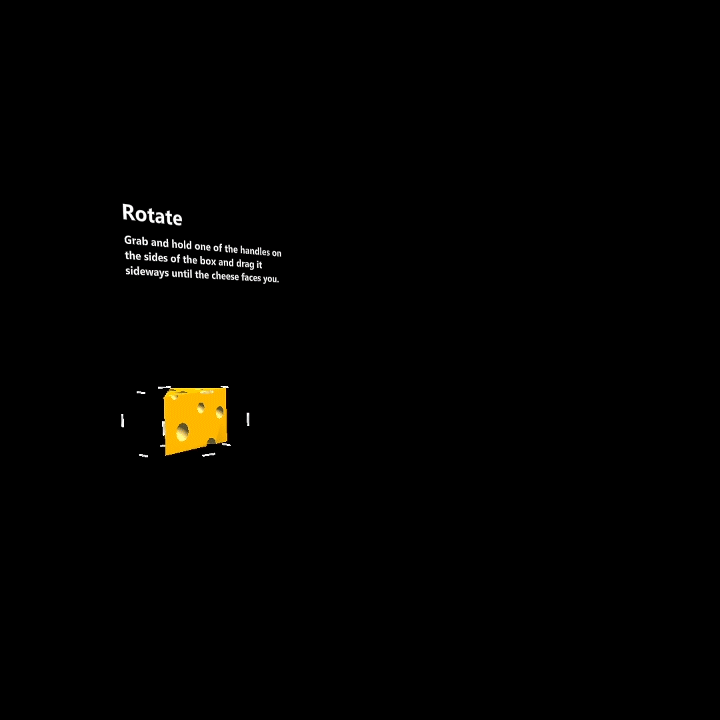 Rotate
Grab and hold one of the handles on
the sides of the box and drag it
sideways until the cheese faces you.